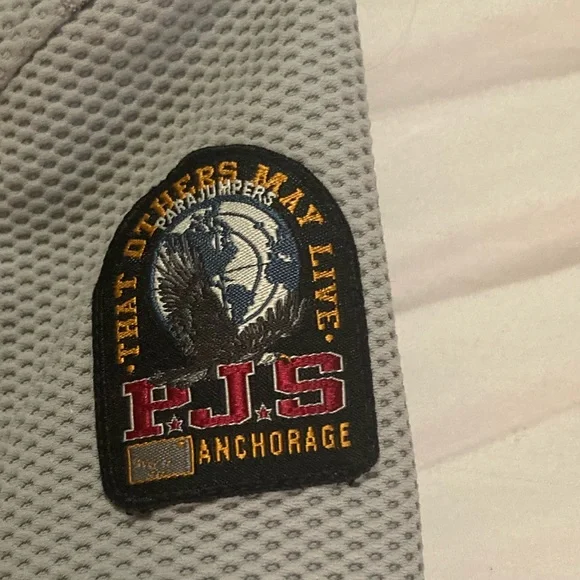 THAT OTHERS MAY LIVE
PARAJUMPERS
P.J.S
ANCHORAGE